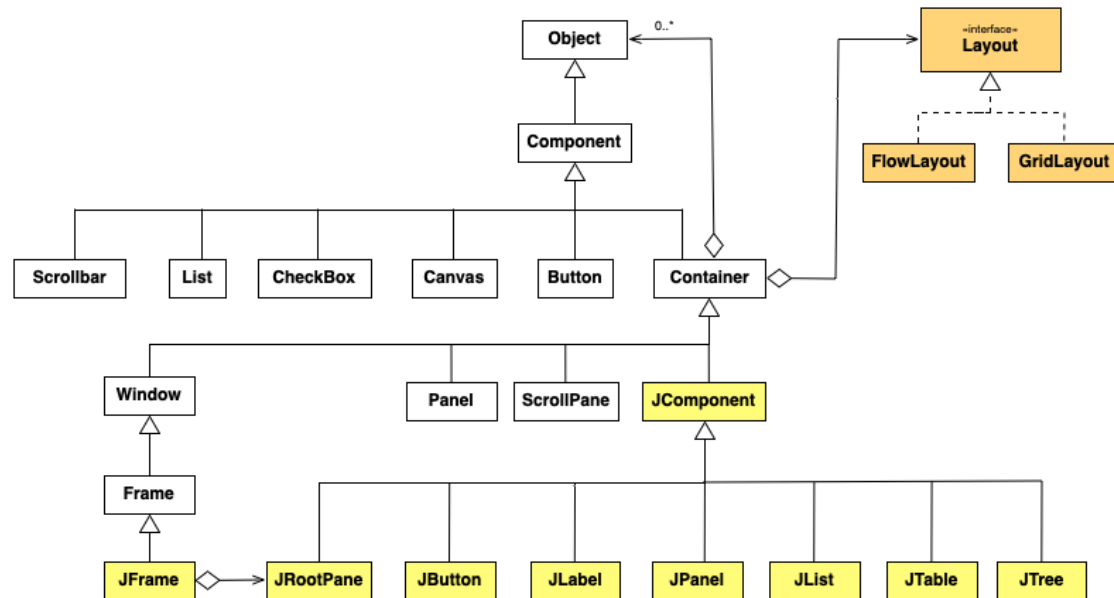 Object
0..*
«interface»
Layout
Component
FlowLayout
GridLayout
Scrollbar
List
CheckBox
Canvas
Button
Container
Window
Panel
ScrollPane
JComponent
Frame
JFrame
JRootPane
JButton
JLabel
JPanel
JList
JTable
JTree